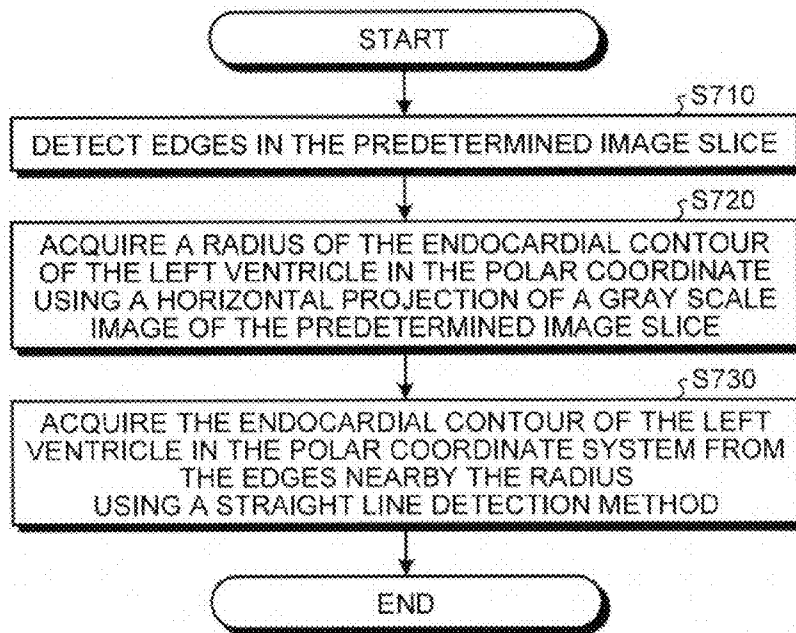 START
S710
DETECT EDGES IN THE PREDETERMINED IMAGE SLICE
S720
ACQUIRE A RADIUS OF THE ENDOCARDIAL CONTOUR
OF THE LEFT VENTRICLE IN THE POLAR COORDINATE
USING A HORIZONTAL PROJECTION OF A GRAY SCALE
IMAGE OF THE PREDETERMINED IMAGE SLICE
S730
ACQUIRE THE ENDOCARDIAL CONTOUR OF THE LEFT
VENTRICLE IN THE POLAR COORDINATE SYSTEM FROM
THE EDGES NEARBY THE RADIUS
USING A STRAIGHT LINE DETECTION METHOD
END